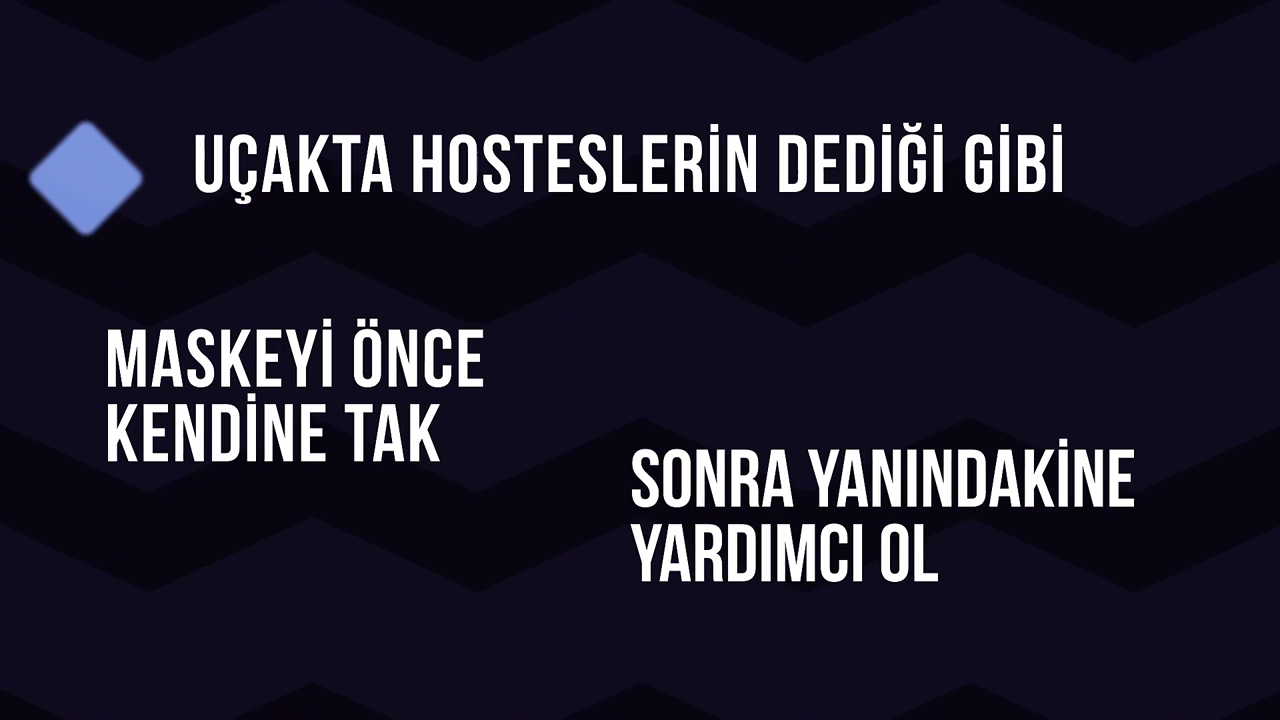 UÇAKTA HOSTESLERİN DEDİĞİ GİBİ
MASKEYİ ÖNCE
KENDİNE TAK
SONRA YANINDAKİNE
YARDIMCI OL